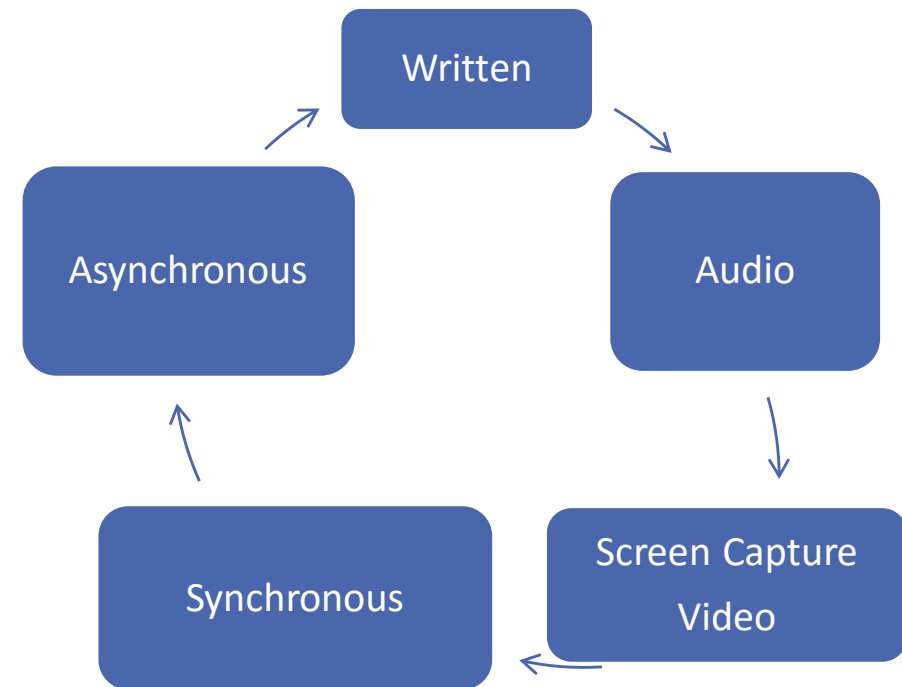 Written
Audio
Screen Capture
Video
Synchronous
Asynchronous